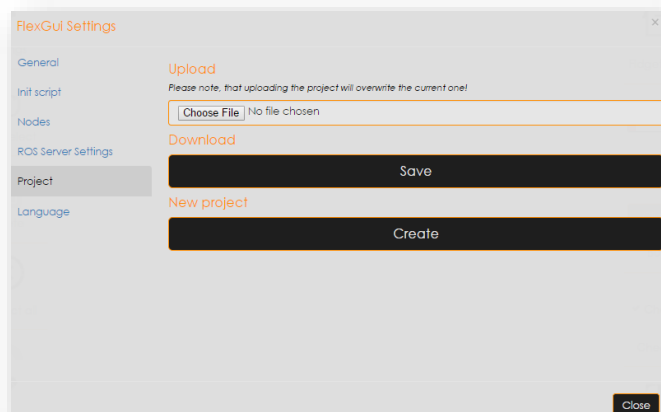 FlexGui Settings
×
General
Init script
Nodes
ROS Server Settings
Project
Language
Upload
Please note, that uploading the project will overwrite the current one!
Choose File No file chosen
Download
Save
New project
Create
Close